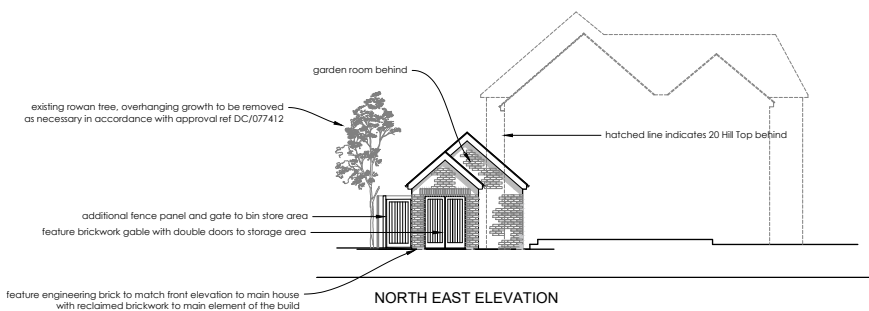 garden room behind
existing rowan tree, overhanging growth to be removed
as necessary in accordance with approval ref DC/077412
hatched line indicates 20 Hill Top behind
additional fence panel and gate to bin store area
feature brickwork gable with double doors to storage area
feature engineering brick to match front elevation to main house
with reclaimed brickwork to main element of the build
NORTH EAST ELEVATION